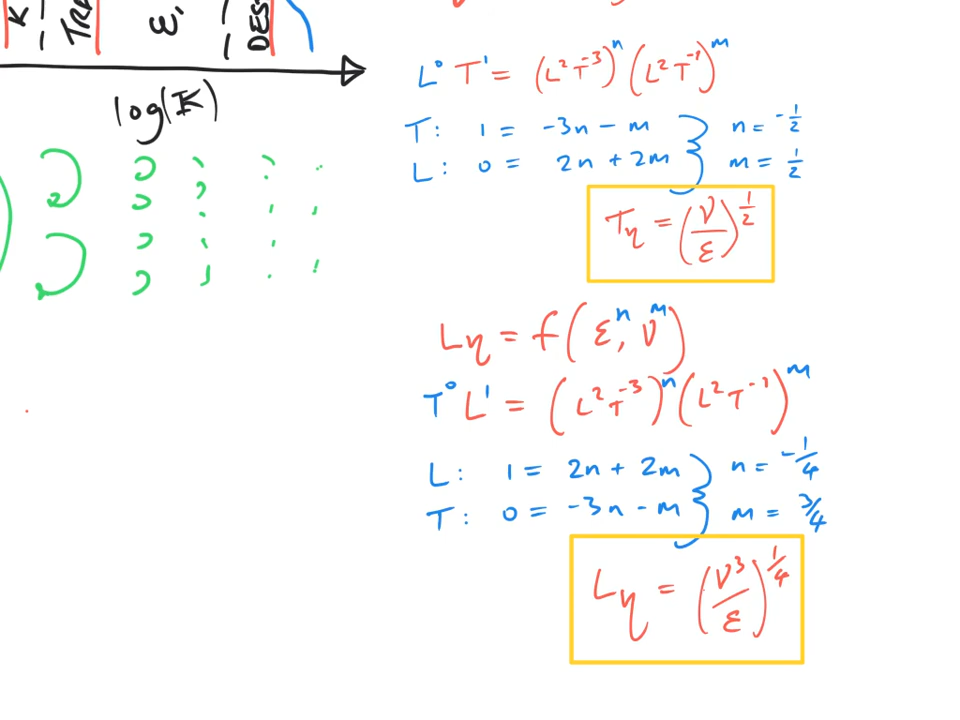 K TRA ω' DES
log(K)
L⁰ T¹ = (L² T⁻³)ⁿ (L² T⁻¹)ᵐ
T: 1 = -3n - m } n = -1/2
L: 0 = 2n + 2m } m = 1/2
Tη = (ν/ε)^1/2
Lη = f(εⁿ, νᵐ)
T⁰ L¹ = (L² T⁻³)ⁿ (L² T⁻¹)ᵐ
L: 1 = 2n + 2m } n = -1/4
T: 0 = -3n - m } m = 3/4
Lη = (ν³/ε)^1/4